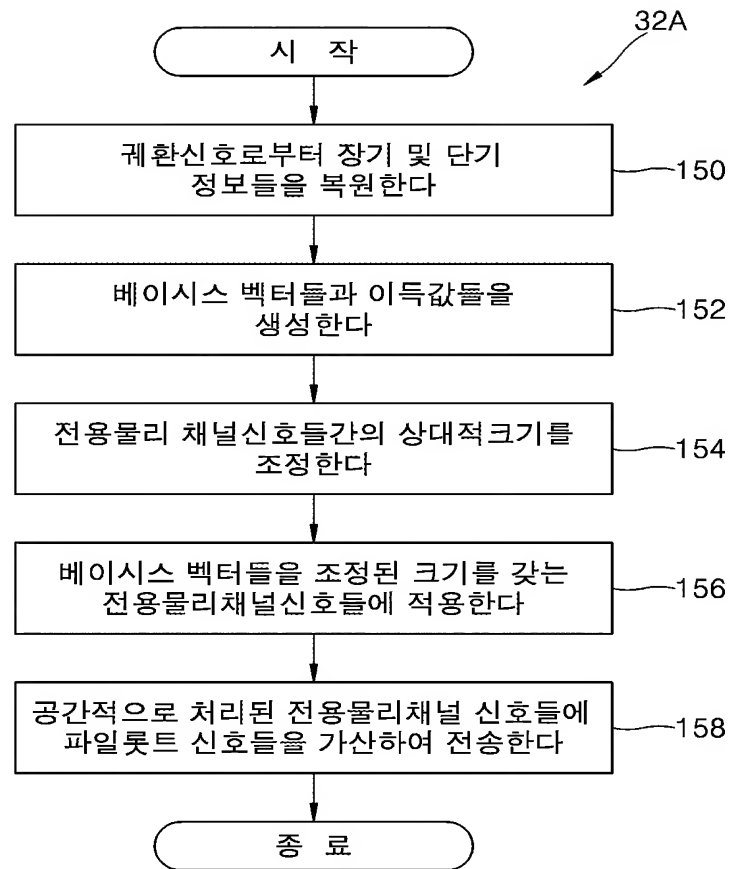 32A
시 작
궤환신호로부터 장기 및 단기
정보들을 복원한다
150
베이시스 벡터들과 이득값들을
생성한다
152
전용물리 채널신호들간의 상대적크기를
조정한다
154
베이시스 벡터들을 조정된 크기를 갖는
전용물리채널신호들에 적용한다
156
공간적으로 처리된 전용물리채널 신호들에
파일롯트 신호들을 가산하여 전송한다
158
종 료